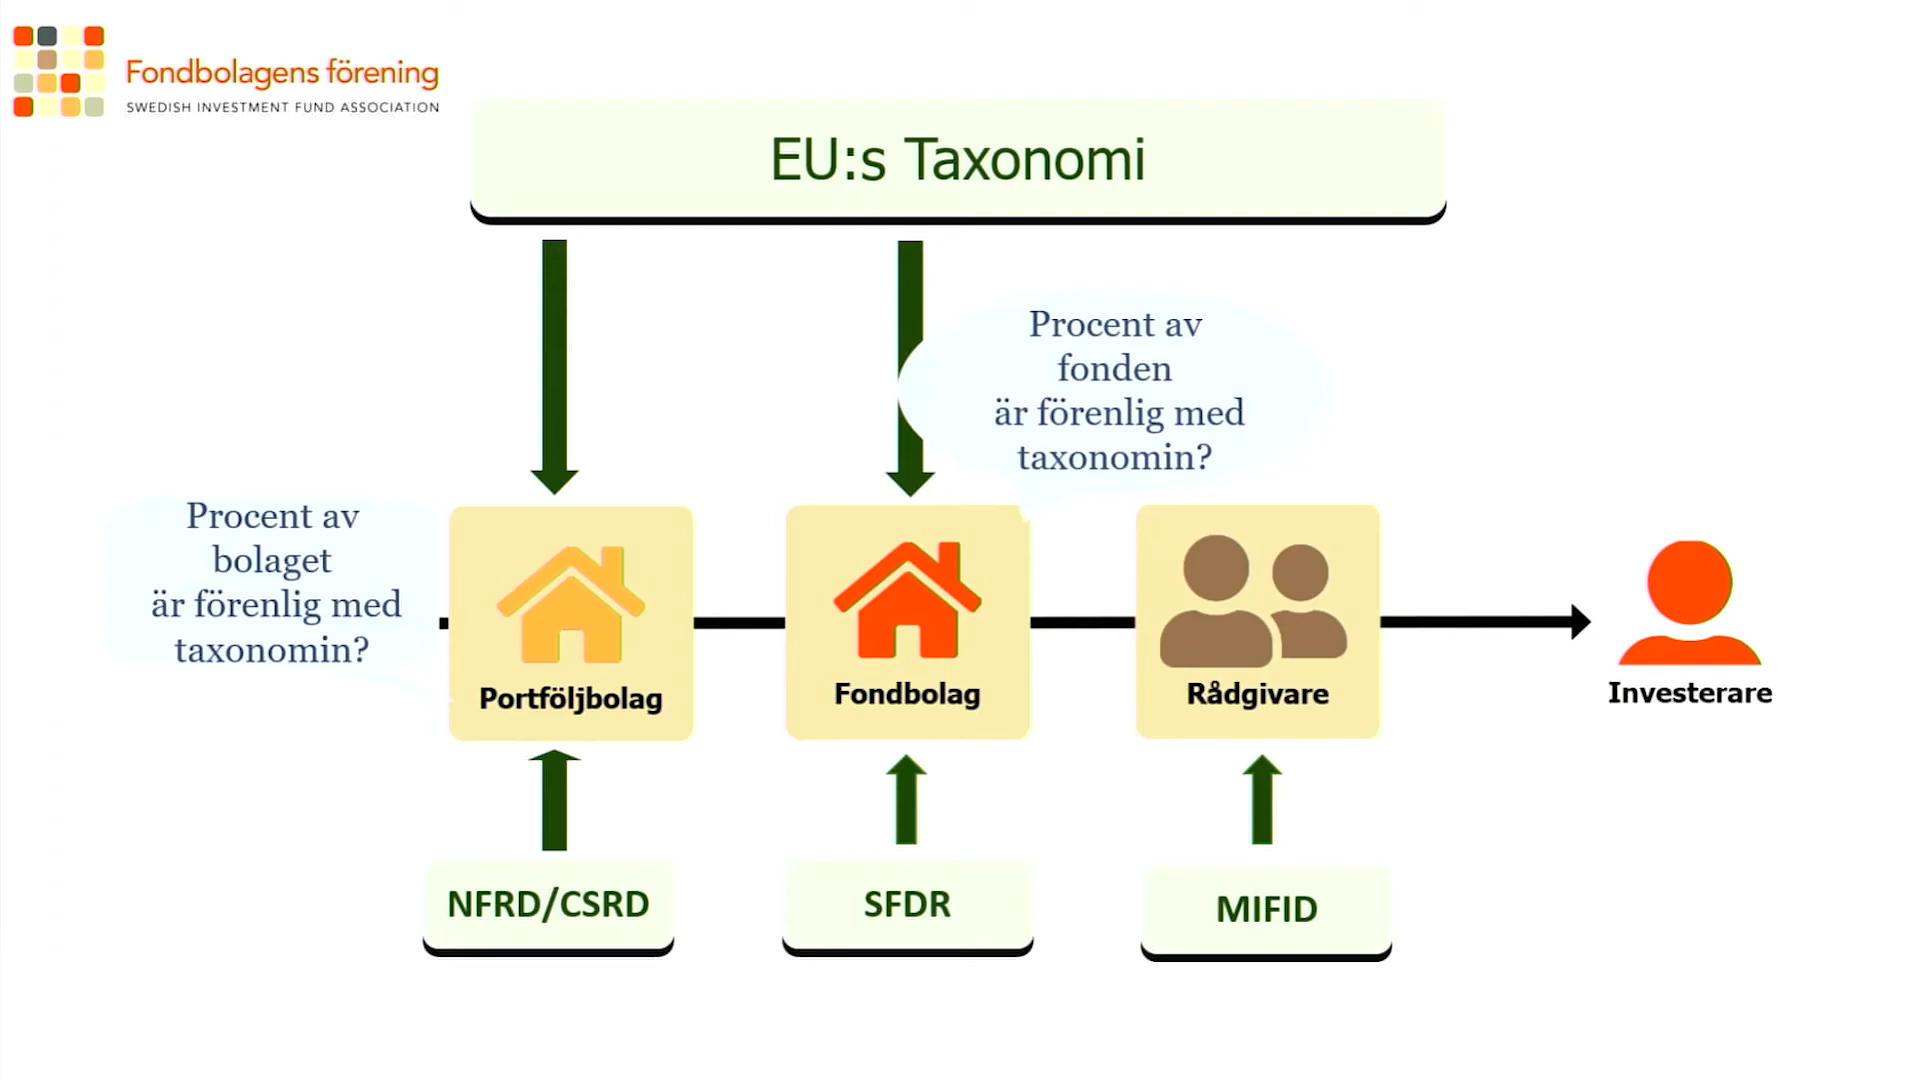 Fondbolagens förening
SWEDISH INVESTMENT FUND ASSOCIATION
EU:s Taxonomi
Procent av
fonden
är förenlig med
taxonomin?
Procent av
bolaget
är förenlig med
taxonomin?
Portföljbolag
Fondbolag
Rådgivare
Investerare
NFRD/CSRD
SFDR
MIFID